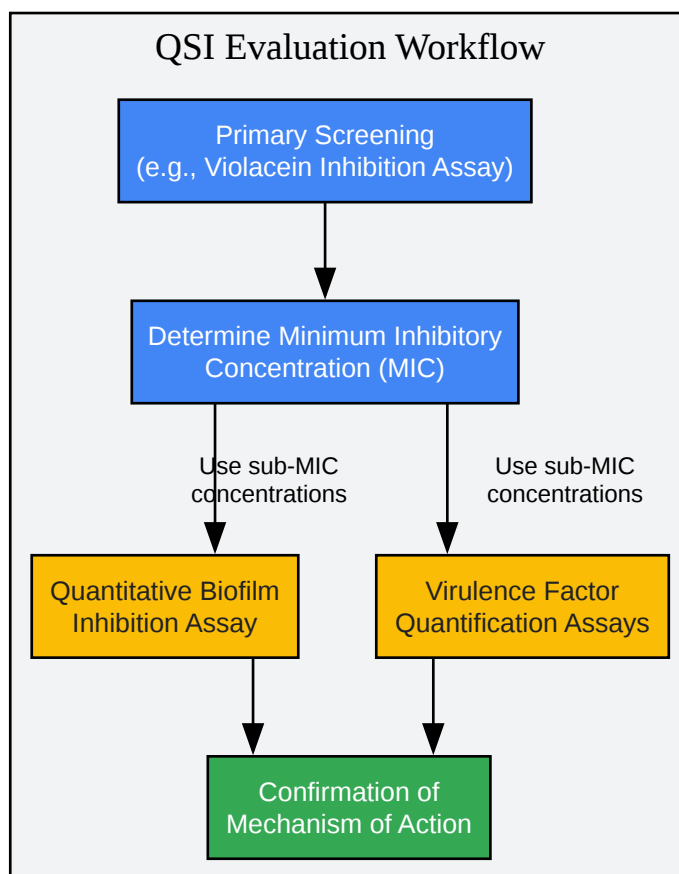 QSI Evaluation Workflow
Primary Screening
(e.g., Violacein Inhibition Assay)
Determine Minimum Inhibitory
Concentration (MIC)
Use sub-MIC
concentrations
Use sub-MIC
concentrations
Quantitative Biofilm
Inhibition Assay
Virulence Factor
Quantification Assays
Confirmation of
Mechanism of Action